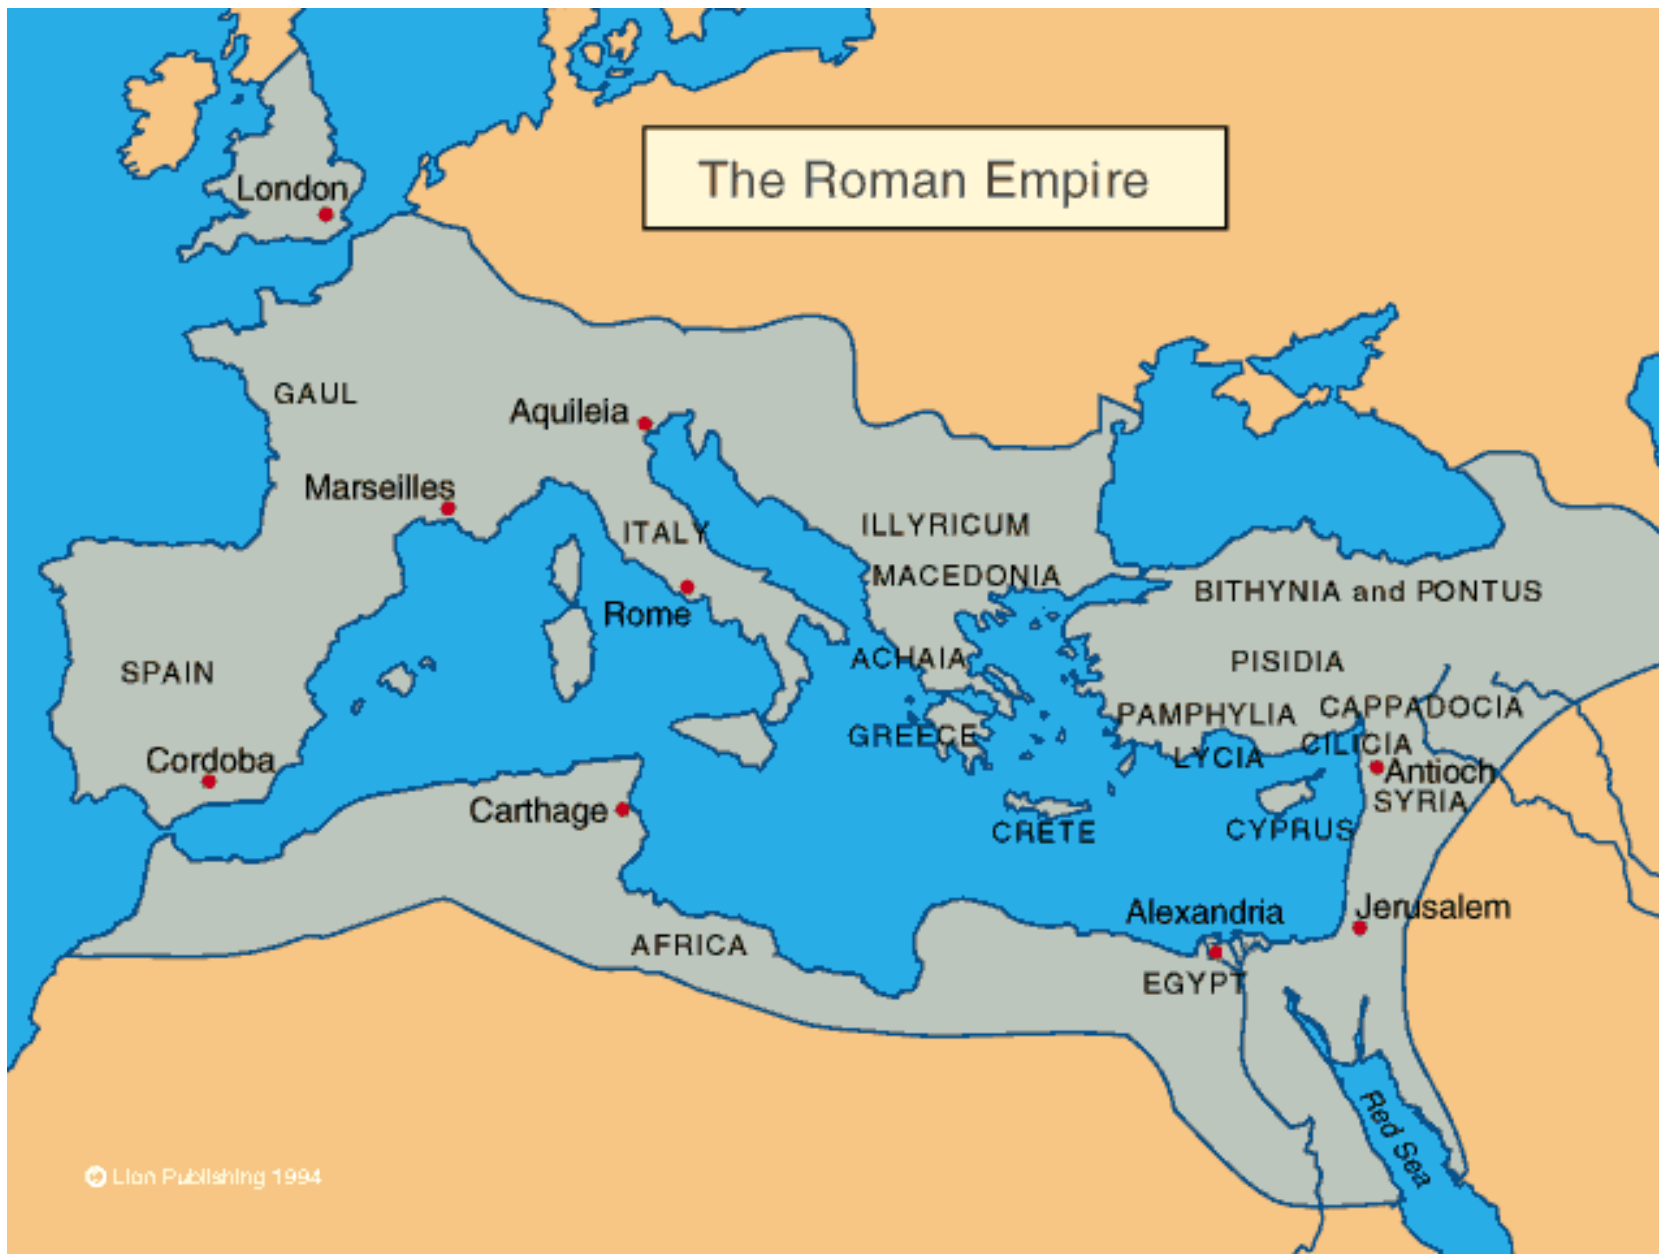 The Roman Empire
London
GAUL
Aquileia
Marseilles
ITALY
ILLYRICUM
MACEDONIA
BITHYNIA and PONTUS
Rome
SPAIN
ACHAIA
PISIDIA
PAMPHYLIA
CAPPADOCIA
GREECE
LYCIA
CILICIA
Cordoba
Antioch
SYRIA
Carthage
CRETE
CYPRUS
Alexandria
Jerusalem
AFRICA
EGYPT
Red Sea
© Lion Publishing 1994